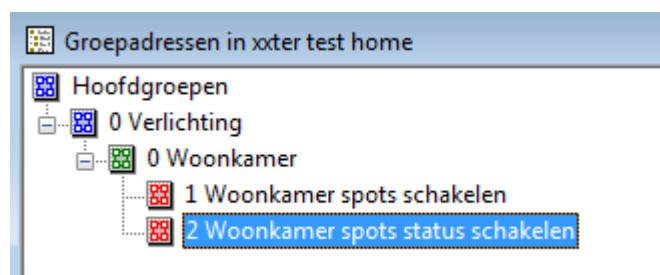 Groepadressen in xxter test home
Hoofdgroepen
0 Verlichting
0 Woonkamer
1 Woonkamer spots schakelen
2 Woonkamer spots status schakelen